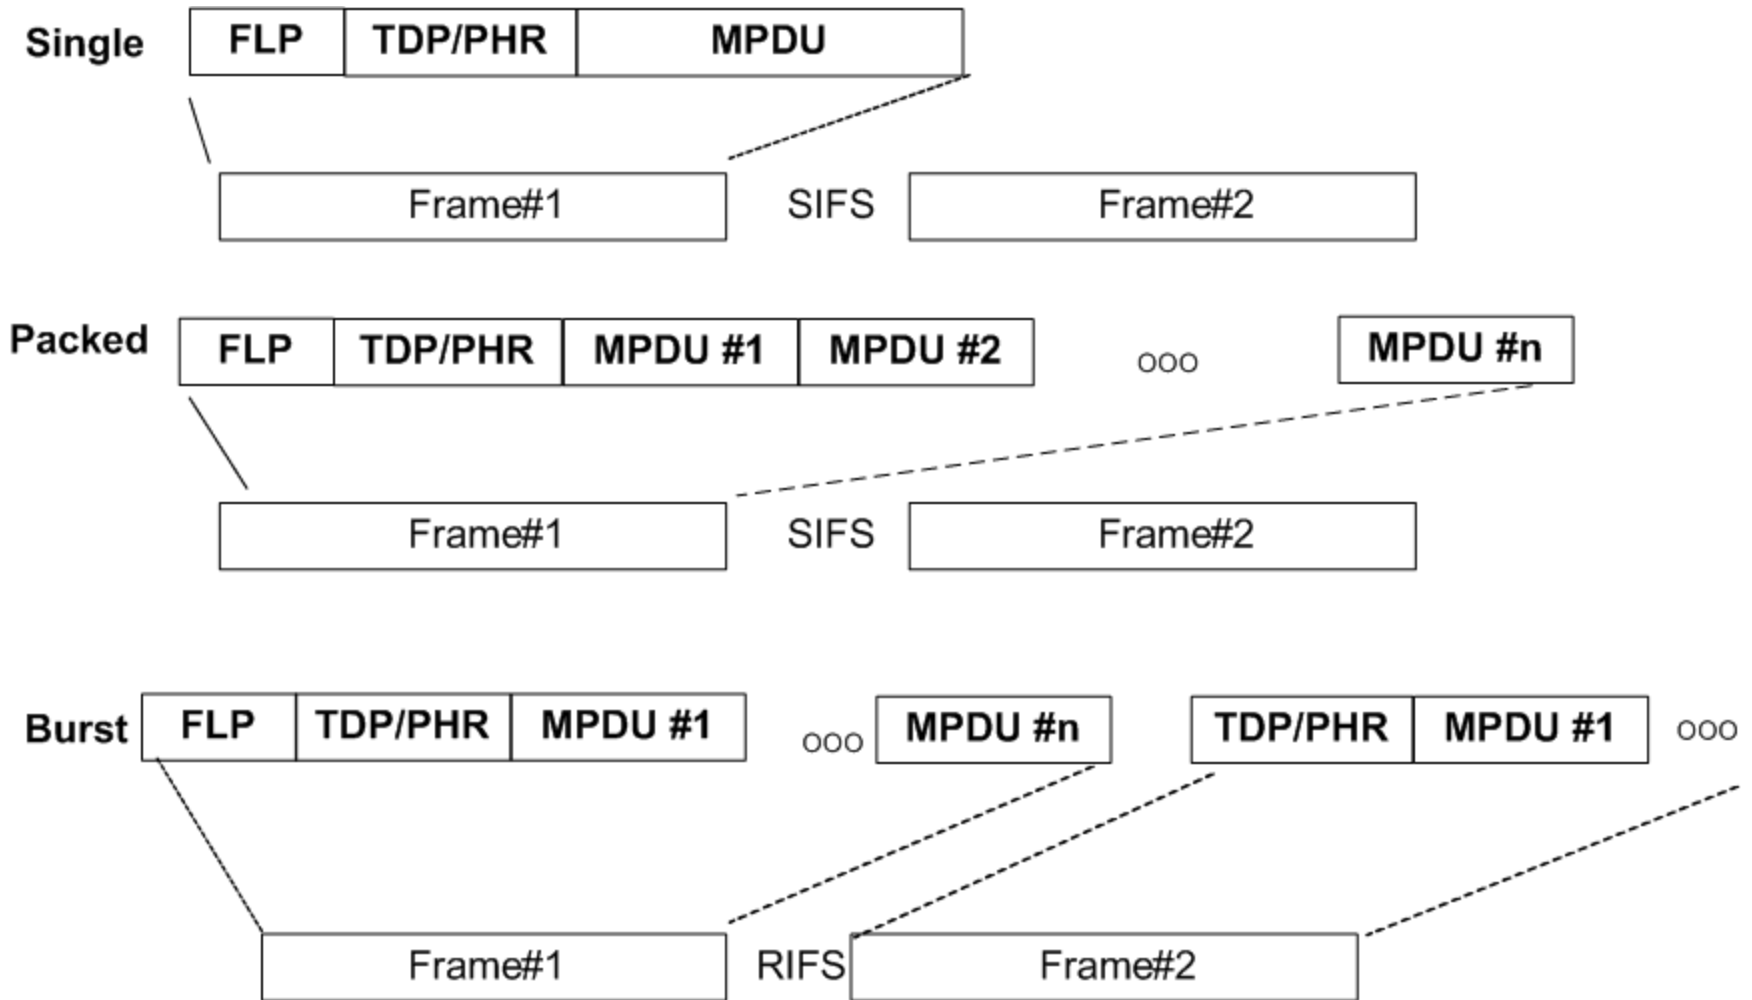 Single FLP TDP/PHR MPDU
Frame#1 SIFS Frame#2
Packed FLP TDP/PHR MPDU #1 MPDU #2 ooo MPDU #n
Frame#1 SIFS Frame#2
Burst FLP TDP/PHR MPDU #1 ooo MPDU #n TDP/PHR MPDU #1 ooo
Frame#1 RIFS Frame#2